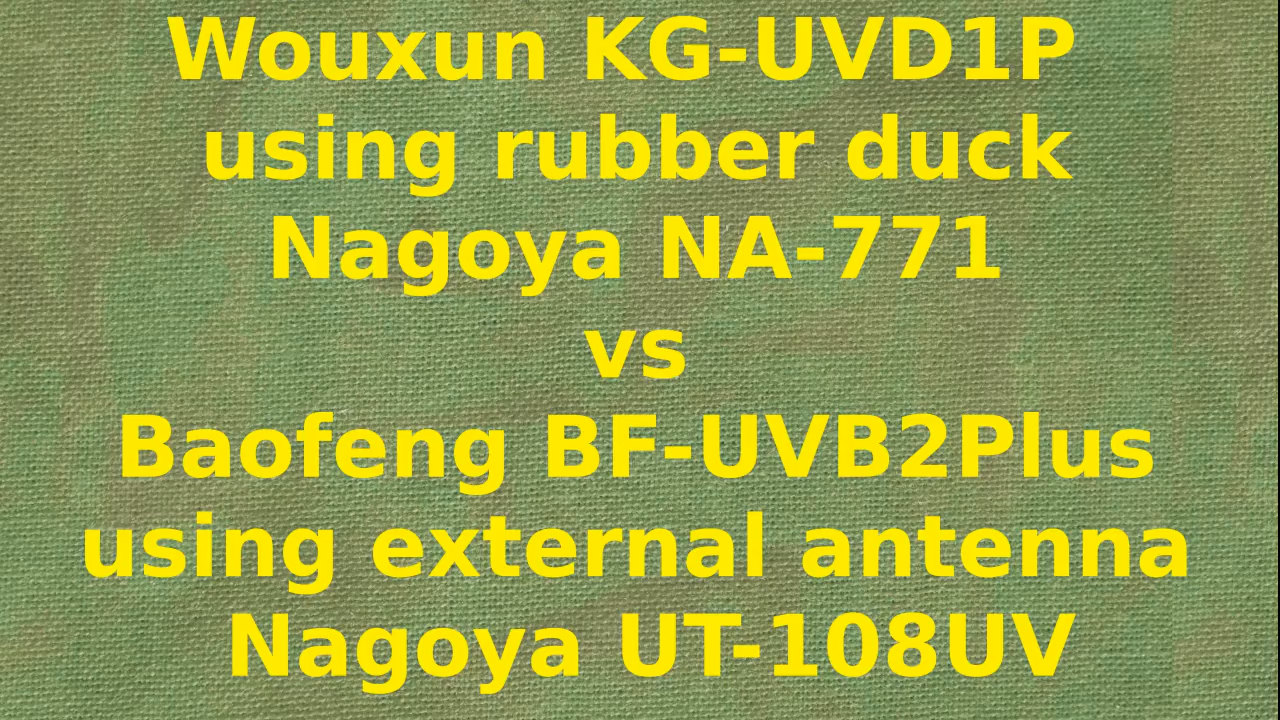 Wouxun KG-UVD1P
using rubber duck
Nagoya NA-771
vs
Baofeng BF-UVB2Plus
using external antenna
Nagoya UT-108UV